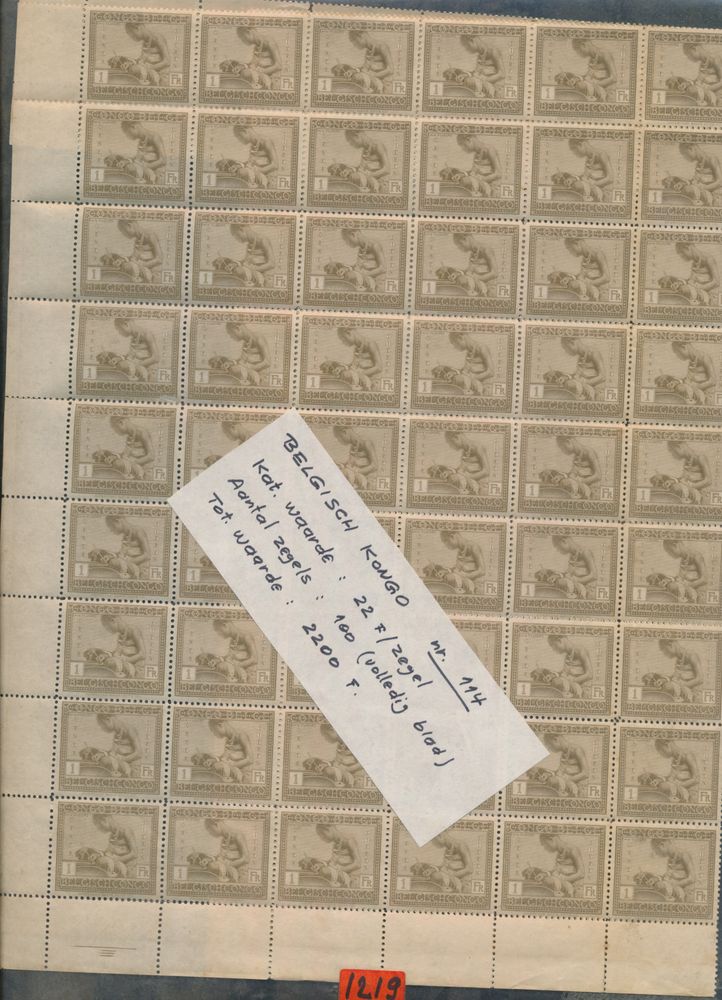 CONGO BELGE
1 FR
BELGISCH CONGO
BELGISCH KONGO nr. 114
Kat. waarde : 22 F/zegel
Aantal zegels : 100 (volledig blad)
Tot. waarde : 2200 F.
1219